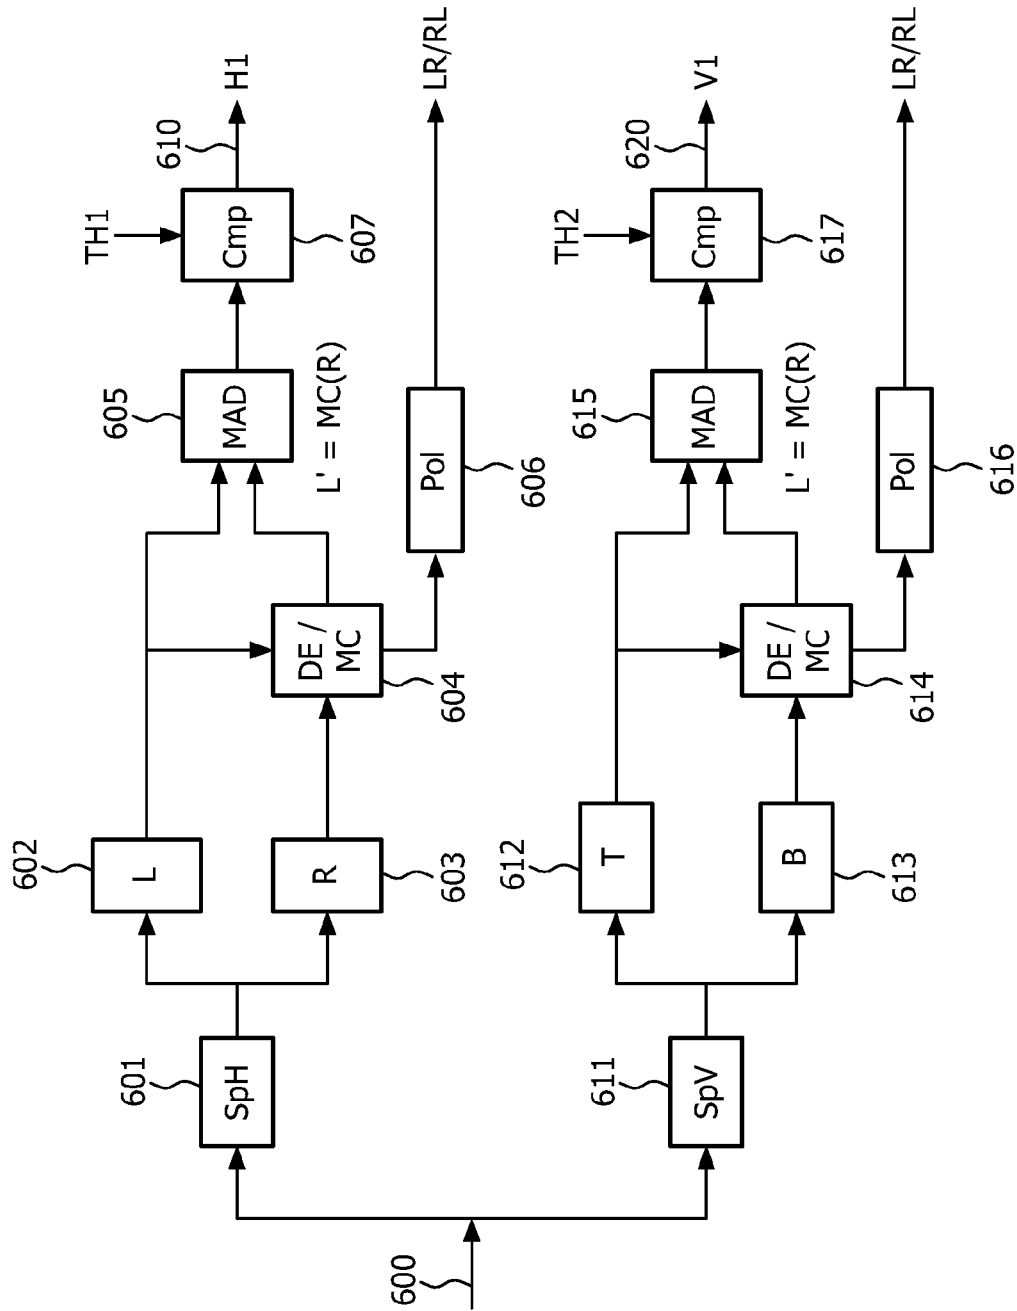 600
601
SpH
602
L
R
603
DE /
MC
604
605
MAD
L' = MC(R)
Pol
606
TH1
Cmp
607
610
H1
LR/RL
611
SpV
612
T
B
613
DE /
MC
614
615
MAD
L' = MC(R)
Pol
616
TH2
Cmp
617
620
V1
LR/RL